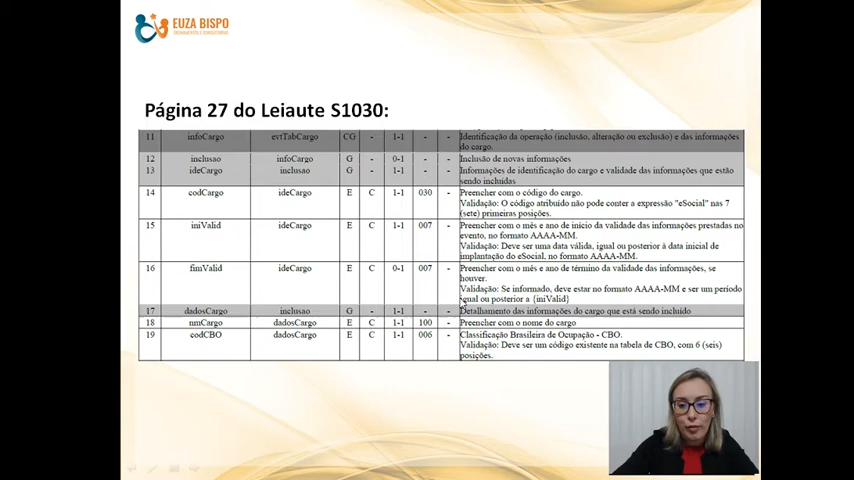 EUZA BISPO
Página 27 do Leiaute S1030:
11 infoCargo evtTabCargo CG - 1-1 - - Identificação da operação (inclusão, alteração ou exclusão) e das informações
do cargo.
12 inclusao infoCargo G - 0-1 - - Inclusão de novas informações
13 ideCargo inclusao G - 1-1 - - Informações de identificação do cargo e validade das informações que estão
sendo incluídas
14 codCargo ideCargo E C 1-1 030 - Preencher com o código do cargo.
Validação: O código atribuído não pode conter a expressão "eSocial" nas 7
(sete) primeiras posições.
15 iniValid ideCargo E C 1-1 007 - Preencher com o mês e ano de início da validade das informações prestadas no
evento, no formato AAAA-MM.
Validação: Deve ser uma data válida, igual ou posterior à data inicial de
implantação do eSocial, no formato AAAA-MM.
16 fimValid ideCargo E C 0-1 007 - Preencher com o mês e ano de término da validade das informações, se
houver.
Validação: Se informado, deve estar no formato AAAA-MM e ser um período
igual ou posterior a {iniValid}
17 dadosCargo inclusao G - 1-1 - - Detalhamento das informações do cargo que está sendo incluído
18 nmCargo dadosCargo E C 1-1 100 - Preencher com o nome do cargo
19 codCBO dadosCargo E C 1-1 006 - Classificação Brasileira de Ocupação - CBO.
Validação: Deve ser um código existente na tabela de CBO, com 6 (seis)
posições.